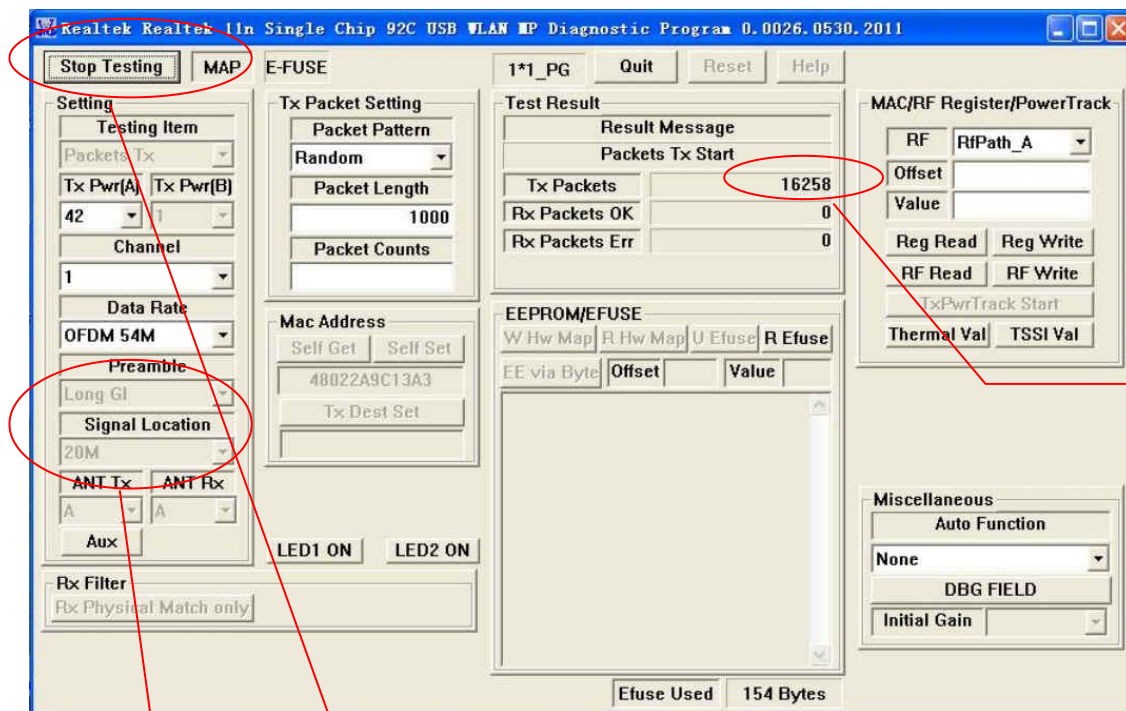 Realtek Realtek 11n Single Chip 92C USB WLAN MP Diagnostic Program 0.0026.0530.2011
Stop Testing MAP E-FUSE 1*1_PG Quit Reset Help
Setting
Testing Item
Packets Tx
Tx Pwr(A) Tx Pwr(B)
42 1
Channel
1
Data Rate
OFDM 54M
Preamble
Long GI
Signal Location
20M
ANT Tx ANT Rx
A A
Aux
Rx Filter
Rx Physical Match only
Tx Packet Setting
Packet Pattern
Random
Packet Length
1000
Packet Counts
Mac Address
Self Get Self Set
48022A9C13A3
Tx Dest Set
LED1 ON LED2 ON
Test Result
Result Message
Packets Tx Start
Tx Packets 16258
Rx Packets OK 0
Rx Packets Err 0
EEPROM/EFUSE
W Hw Map R Hw Map U Efuse R Efuse
EE via Byte Offset Value
Efuse Used 154 Bytes
MAC/RF Register/PowerTrack
RF RfPath_A
Offset
Value
Reg Read Reg Write
RF Read RF Write
TxPwrTrack Start
Thermal Val TSSI Val
Miscellaneous
Auto Function
None
DBG FIELD
Initial Gain